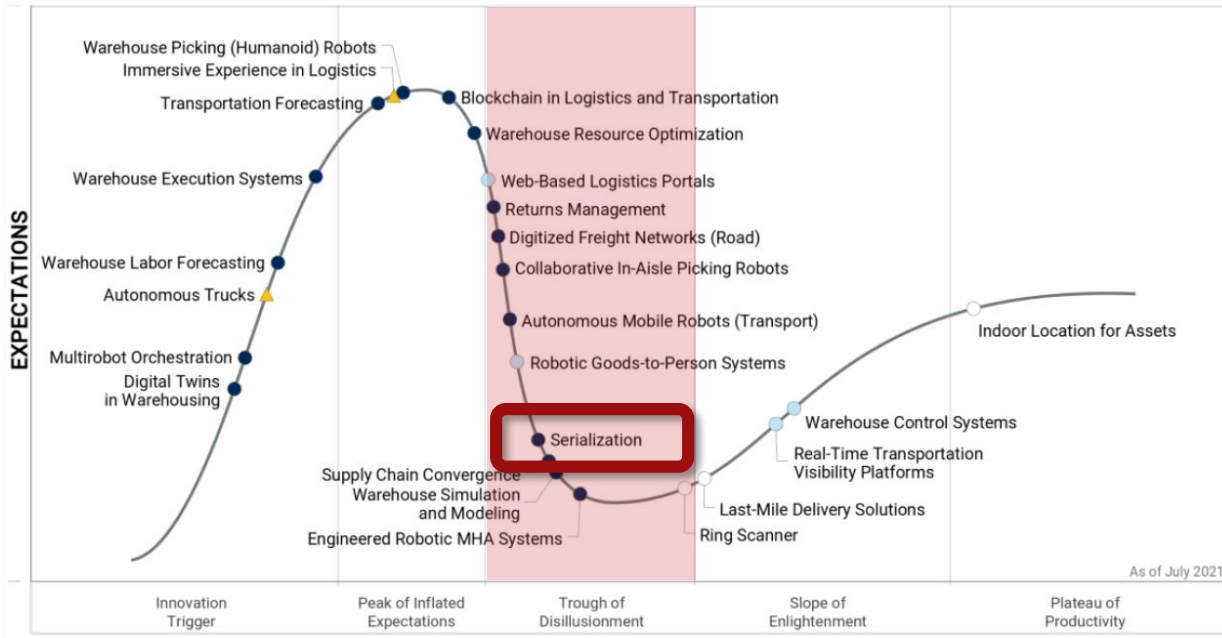 Warehouse Picking (Humanoid) Robots
Immersive Experience in Logistics
Transportation Forecasting
Blockchain in Logistics and Transportation
Warehouse Resource Optimization
Warehouse Execution Systems
Web-Based Logistics Portals
Returns Management
Digitized Freight Networks (Road)
Warehouse Labor Forecasting
Collaborative In-Aisle Picking Robots
Autonomous Trucks
Autonomous Mobile Robots (Transport)
Indoor Location for Assets
Multirobot Orchestration
Robotic Goods-to-Person Systems
Digital Twins
in Warehousing
EXPECTATIONS
Serialization
Warehouse Control Systems
Real-Time Transportation
Visibility Platforms
Supply Chain Convergence
Warehouse Simulation
and Modeling
Last-Mile Delivery Solutions
Engineered Robotic MHA Systems
Ring Scanner
As of July 2021
Innovation
Trigger
Peak of Inflated
Expectations
Trough of
Disillusionment
Slope of
Enlightenment
Plateau of
Productivity